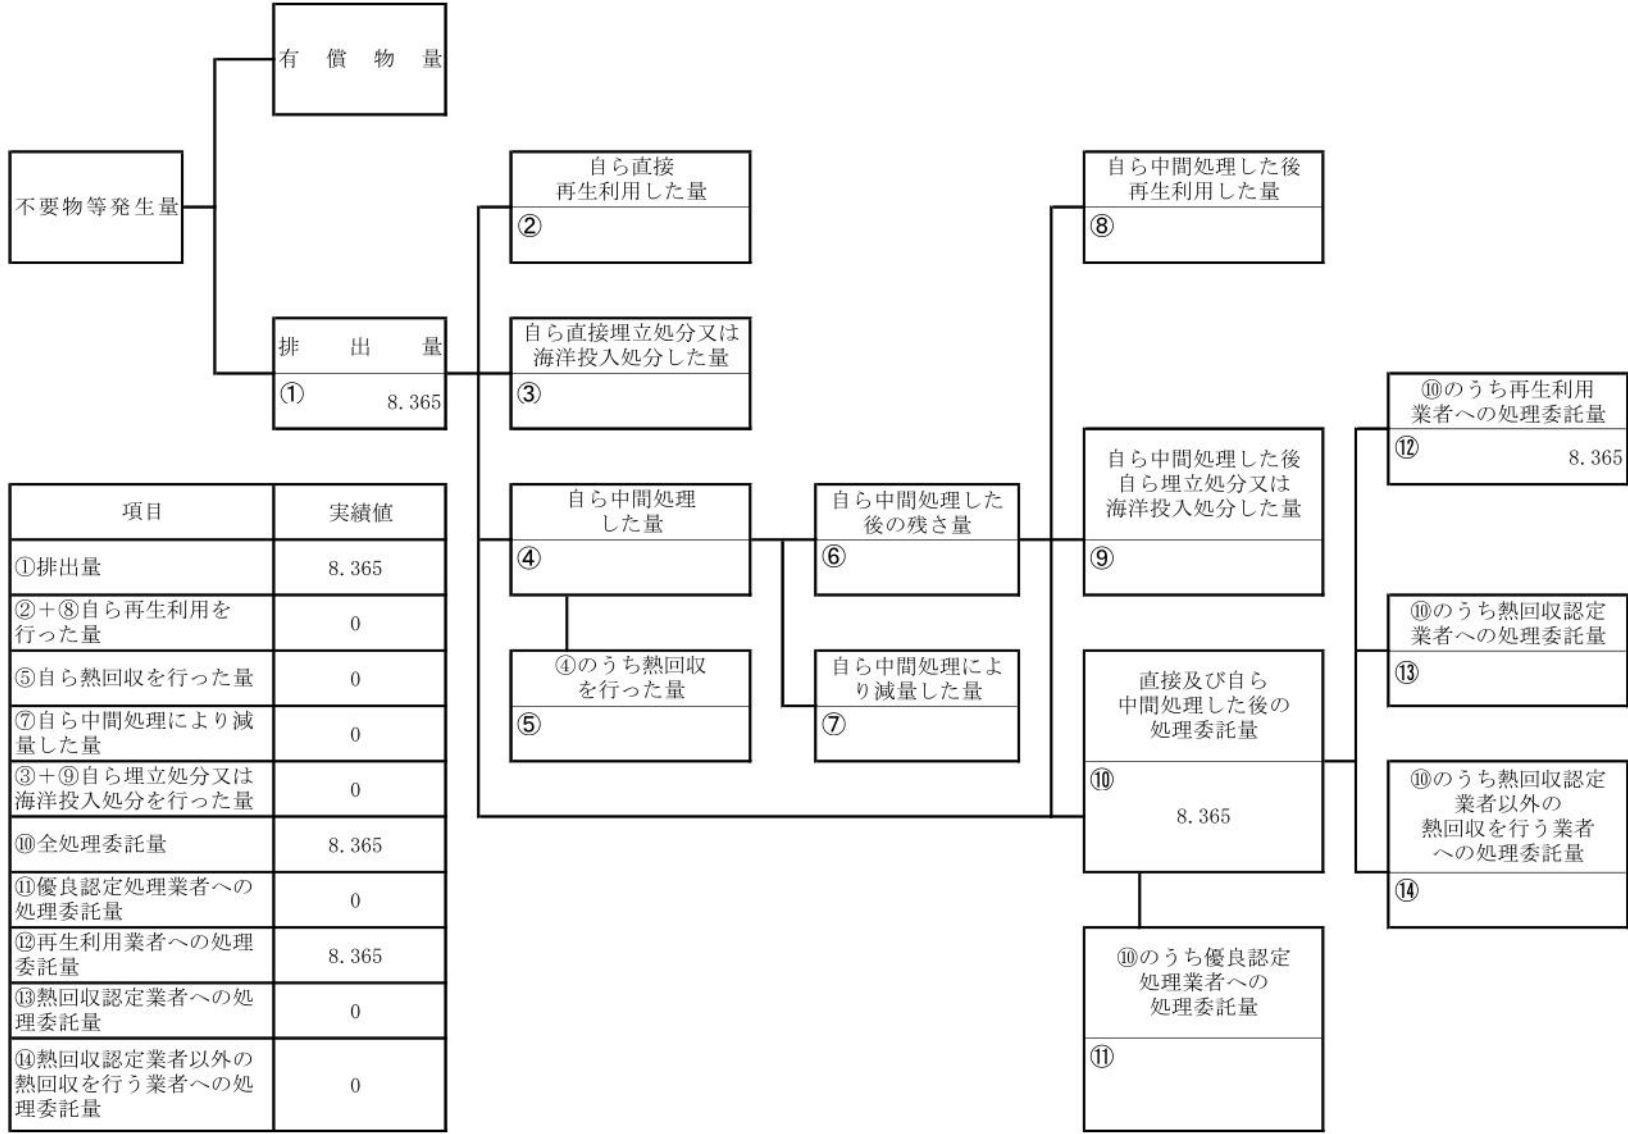 有償物量
不要物等発生量
排出量
①
8.365
自ら直接
再生利用した量
②
自ら直接埋立処分又は
海洋投入処分した量
③
自ら中間処理
した量
④
④のうち熱回収
を行った量
⑤
自ら中間処理した
後の残さ量
⑥
自ら中間処理によ
り減量した量
⑦
自ら中間処理した後
再生利用した量
⑧
自ら中間処理した後
自ら埋立処分又は
海洋投入処分した量
⑨
直接及び自ら
中間処理した後の
処理委託量
⑩
8.365
⑩のうち優良認定
処理業者への
処理委託量
⑪
⑩のうち再生利用
業者への処理委託量
⑫
8.365
⑩のうち熱回収認定
業者への処理委託量
⑬
⑩のうち熱回収認定
業者以外の
熱回収を行う業者
への処理委託量
⑭
項目 実績値
①排出量 8.365
②+⑧自ら再生利用を
行った量
0
⑤自ら熱回収を行った量 0
⑦自ら中間処理により減
量した量
0
③+⑨自ら埋立処分又は
海洋投入処分を行った量
0
⑩全処理委託量 8.365
⑪優良認定処理業者への
処理委託量
0
⑫再生利用業者への処理
委託量
8.365
⑬熱回収認定業者への処
理委託量
0
⑭熱回収認定業者以外の
熱回収を行う業者への処
理委託量
0